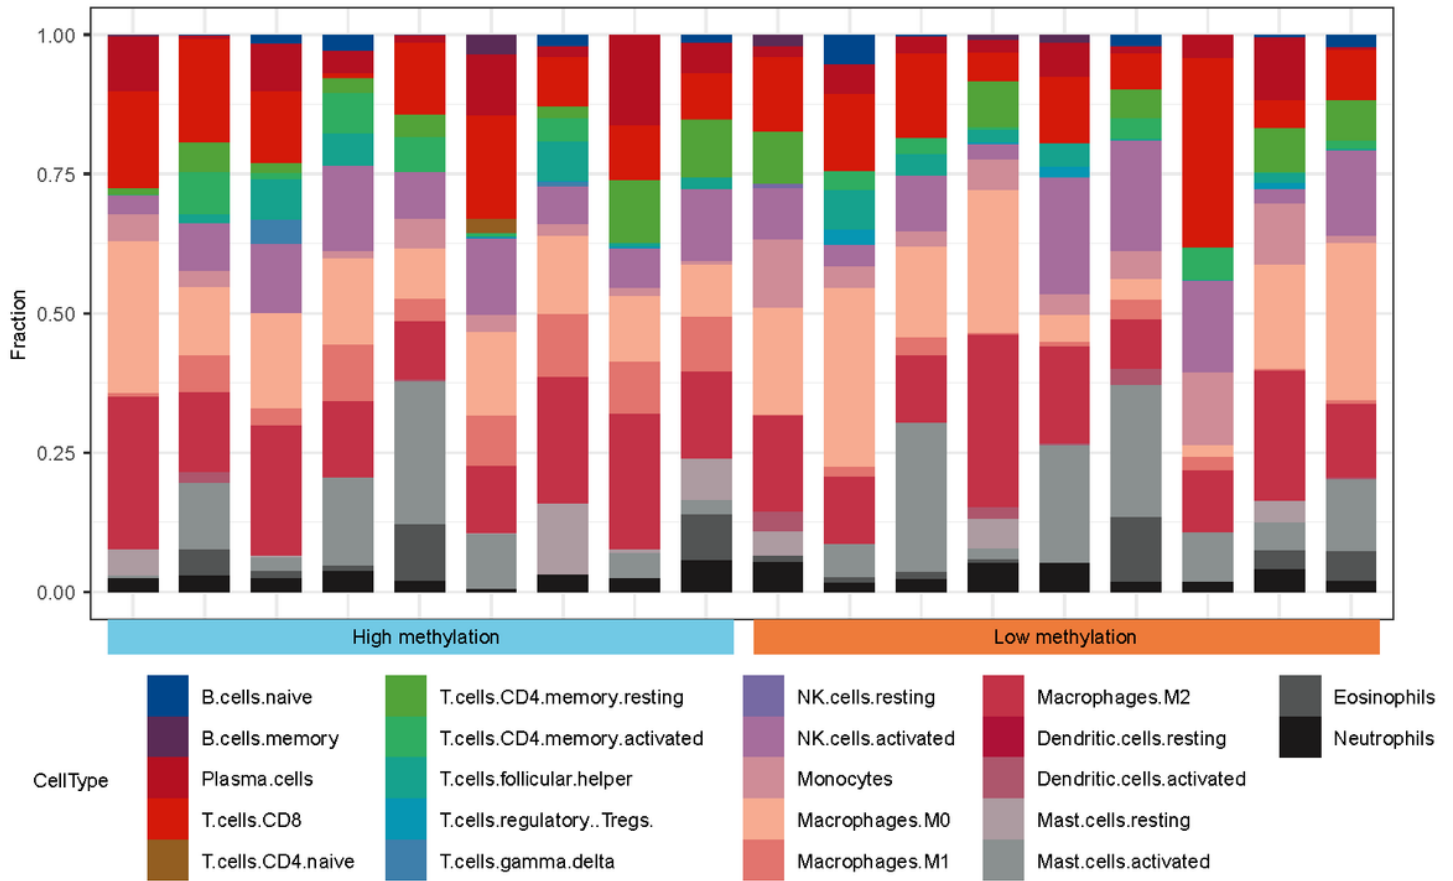 1.00
0.75
0.50
0.25
0.00
Fraction
High methylation
Low methylation
CellType
B.cells.naive
B.cells.memory
Plasma.cells
T.cells.CD8
T.cells.CD4.naive
T.cells.CD4.memory.resting
T.cells.CD4.memory.activated
T.cells.follicular.helper
T.cells.regulatory..Tregs.
T.cells.gamma.delta
NK.cells.resting
NK.cells.activated
Monocytes
Macrophages.M0
Macrophages.M1
Macrophages.M2
Dendritic.cells.resting
Dendritic.cells.activated
Mast.cells.resting
Mast.cells.activated
Eosinophils
Neutrophils